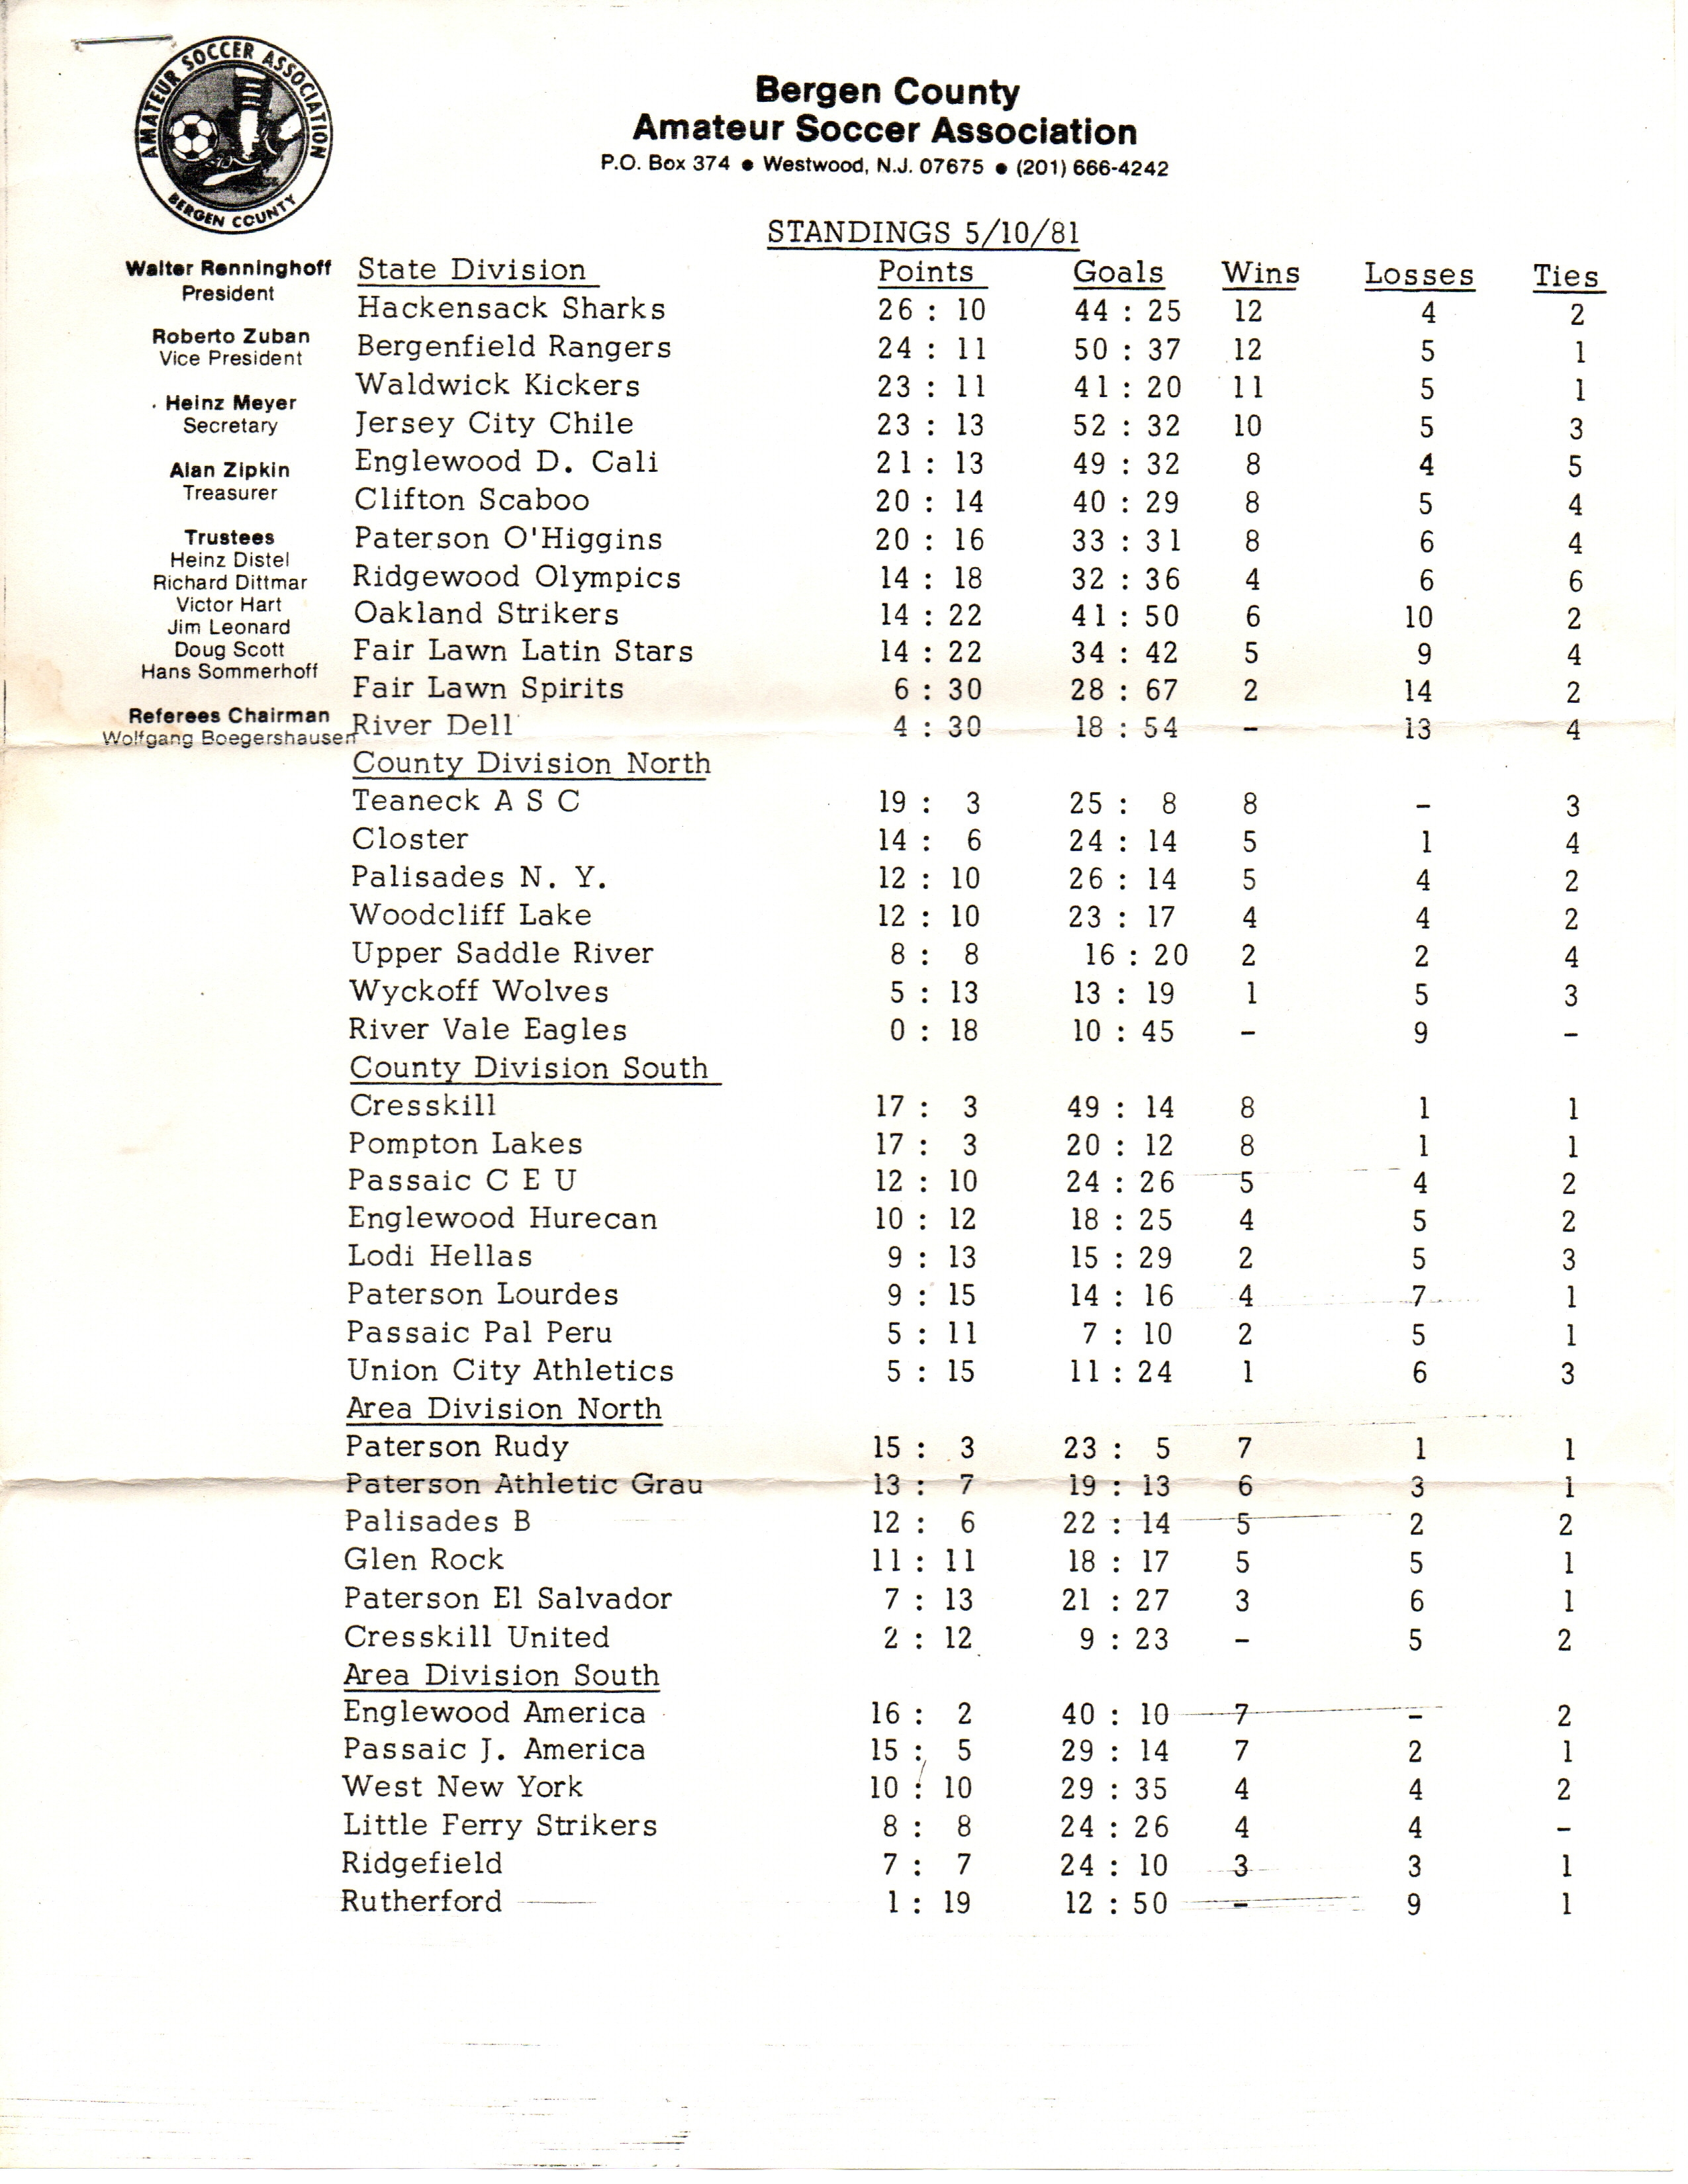 AMATEUR SOCCER ASSOCIATION
BERGEN COUNTY
Bergen County
Amateur Soccer Association
P.O. Box 374 ● Westwood, N.J. 07675 ● (201) 666-4242
STANDINGS 5/10/81
Walter Renninghoff
President
Roberto Zuban
Vice President
Heinz Meyer
Secretary
Alan Zipkin
Treasurer
Trustees
Heinz Distel
Richard Dittmar
Victor Hart
Jim Leonard
Doug Scott
Hans Sommerhoff
Referees Chairman
Wolfgang Boegershausen
State Division Points Goals Wins Losses Ties
Hackensack Sharks 26 : 10 44 : 25 12 4 2
Bergenfield Rangers 24 : 11 50 : 37 12 5 1
Waldwick Kickers 23 : 11 41 : 20 11 5 1
Jersey City Chile 23 : 13 52 : 32 10 5 3
Englewood D. Cali 21 : 13 49 : 32 8 4 5
Clifton Scaboo 20 : 14 40 : 29 8 5 4
Paterson O'Higgins 20 : 16 33 : 31 8 6 4
Ridgewood Olympics 14 : 18 32 : 36 4 6 6
Oakland Strikers 14 : 22 41 : 50 6 10 2
Fair Lawn Latin Stars 14 : 22 34 : 42 5 9 4
Fair Lawn Spirits 6 : 30 28 : 67 2 14 2
River Dell 4 : 30 18 : 54 - 13 4
County Division North
Teaneck A S C 19 : 3 25 : 8 8 - 3
Closter 14 : 6 24 : 14 5 1 4
Palisades N. Y. 12 : 10 26 : 14 5 4 2
Woodcliff Lake 12 : 10 23 : 17 4 4 2
Upper Saddle River 8 : 8 16 : 20 2 2 4
Wyckoff Wolves 5 : 13 13 : 19 1 5 3
River Vale Eagles 0 : 18 10 : 45 - 9 -
County Division South
Cresskill 17 : 3 49 : 14 8 1 1
Pompton Lakes 17 : 3 20 : 12 8 1 1
Passaic C E U 12 : 10 24 : 26 5 4 2
Englewood Hurecan 10 : 12 18 : 25 4 5 2
Lodi Hellas 9 : 13 15 : 29 2 5 3
Paterson Lourdes 9 : 15 14 : 16 4 7 1
Passaic Pal Peru 5 : 11 7 : 10 2 5 1
Union City Athletics 5 : 15 11 : 24 1 6 3
Area Division North
Paterson Rudy 15 : 3 23 : 5 7 1 1
Paterson Athletic Grau 13 : 7 19 : 13 6 3 1
Palisades B 12 : 6 22 : 14 5 2 2
Glen Rock 11 : 11 18 : 17 5 5 1
Paterson El Salvador 7 : 13 21 : 27 3 6 1
Cresskill United 2 : 12 9 : 23 - 5 2
Area Division South
Englewood America 16 : 2 40 : 10 7 - 2
Passaic J. America 15 : 5 29 : 14 7 2 1
West New York 10 : 10 29 : 35 4 4 2
Little Ferry Strikers 8 : 8 24 : 26 4 4 -
Ridgefield 7 : 7 24 : 10 3 3 1
Rutherford 1 : 19 12 : 50 - 9 1